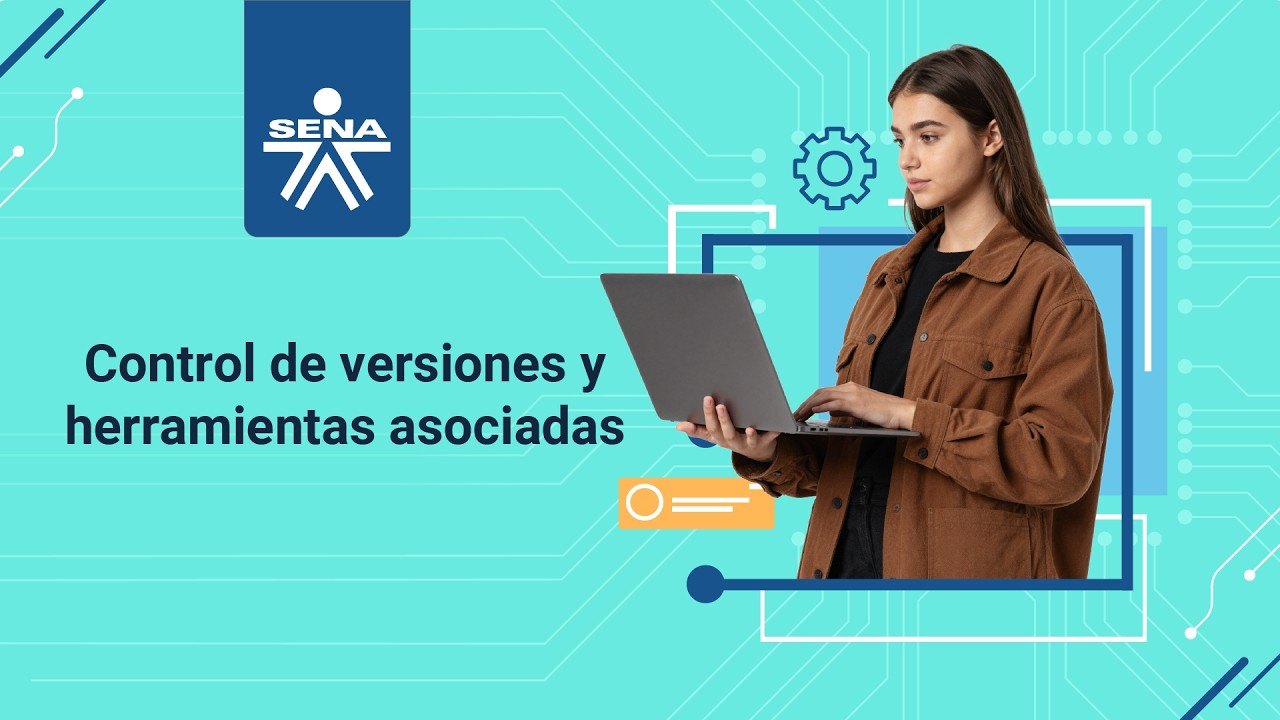 SENA
Control de versiones y
herramientas asociadas